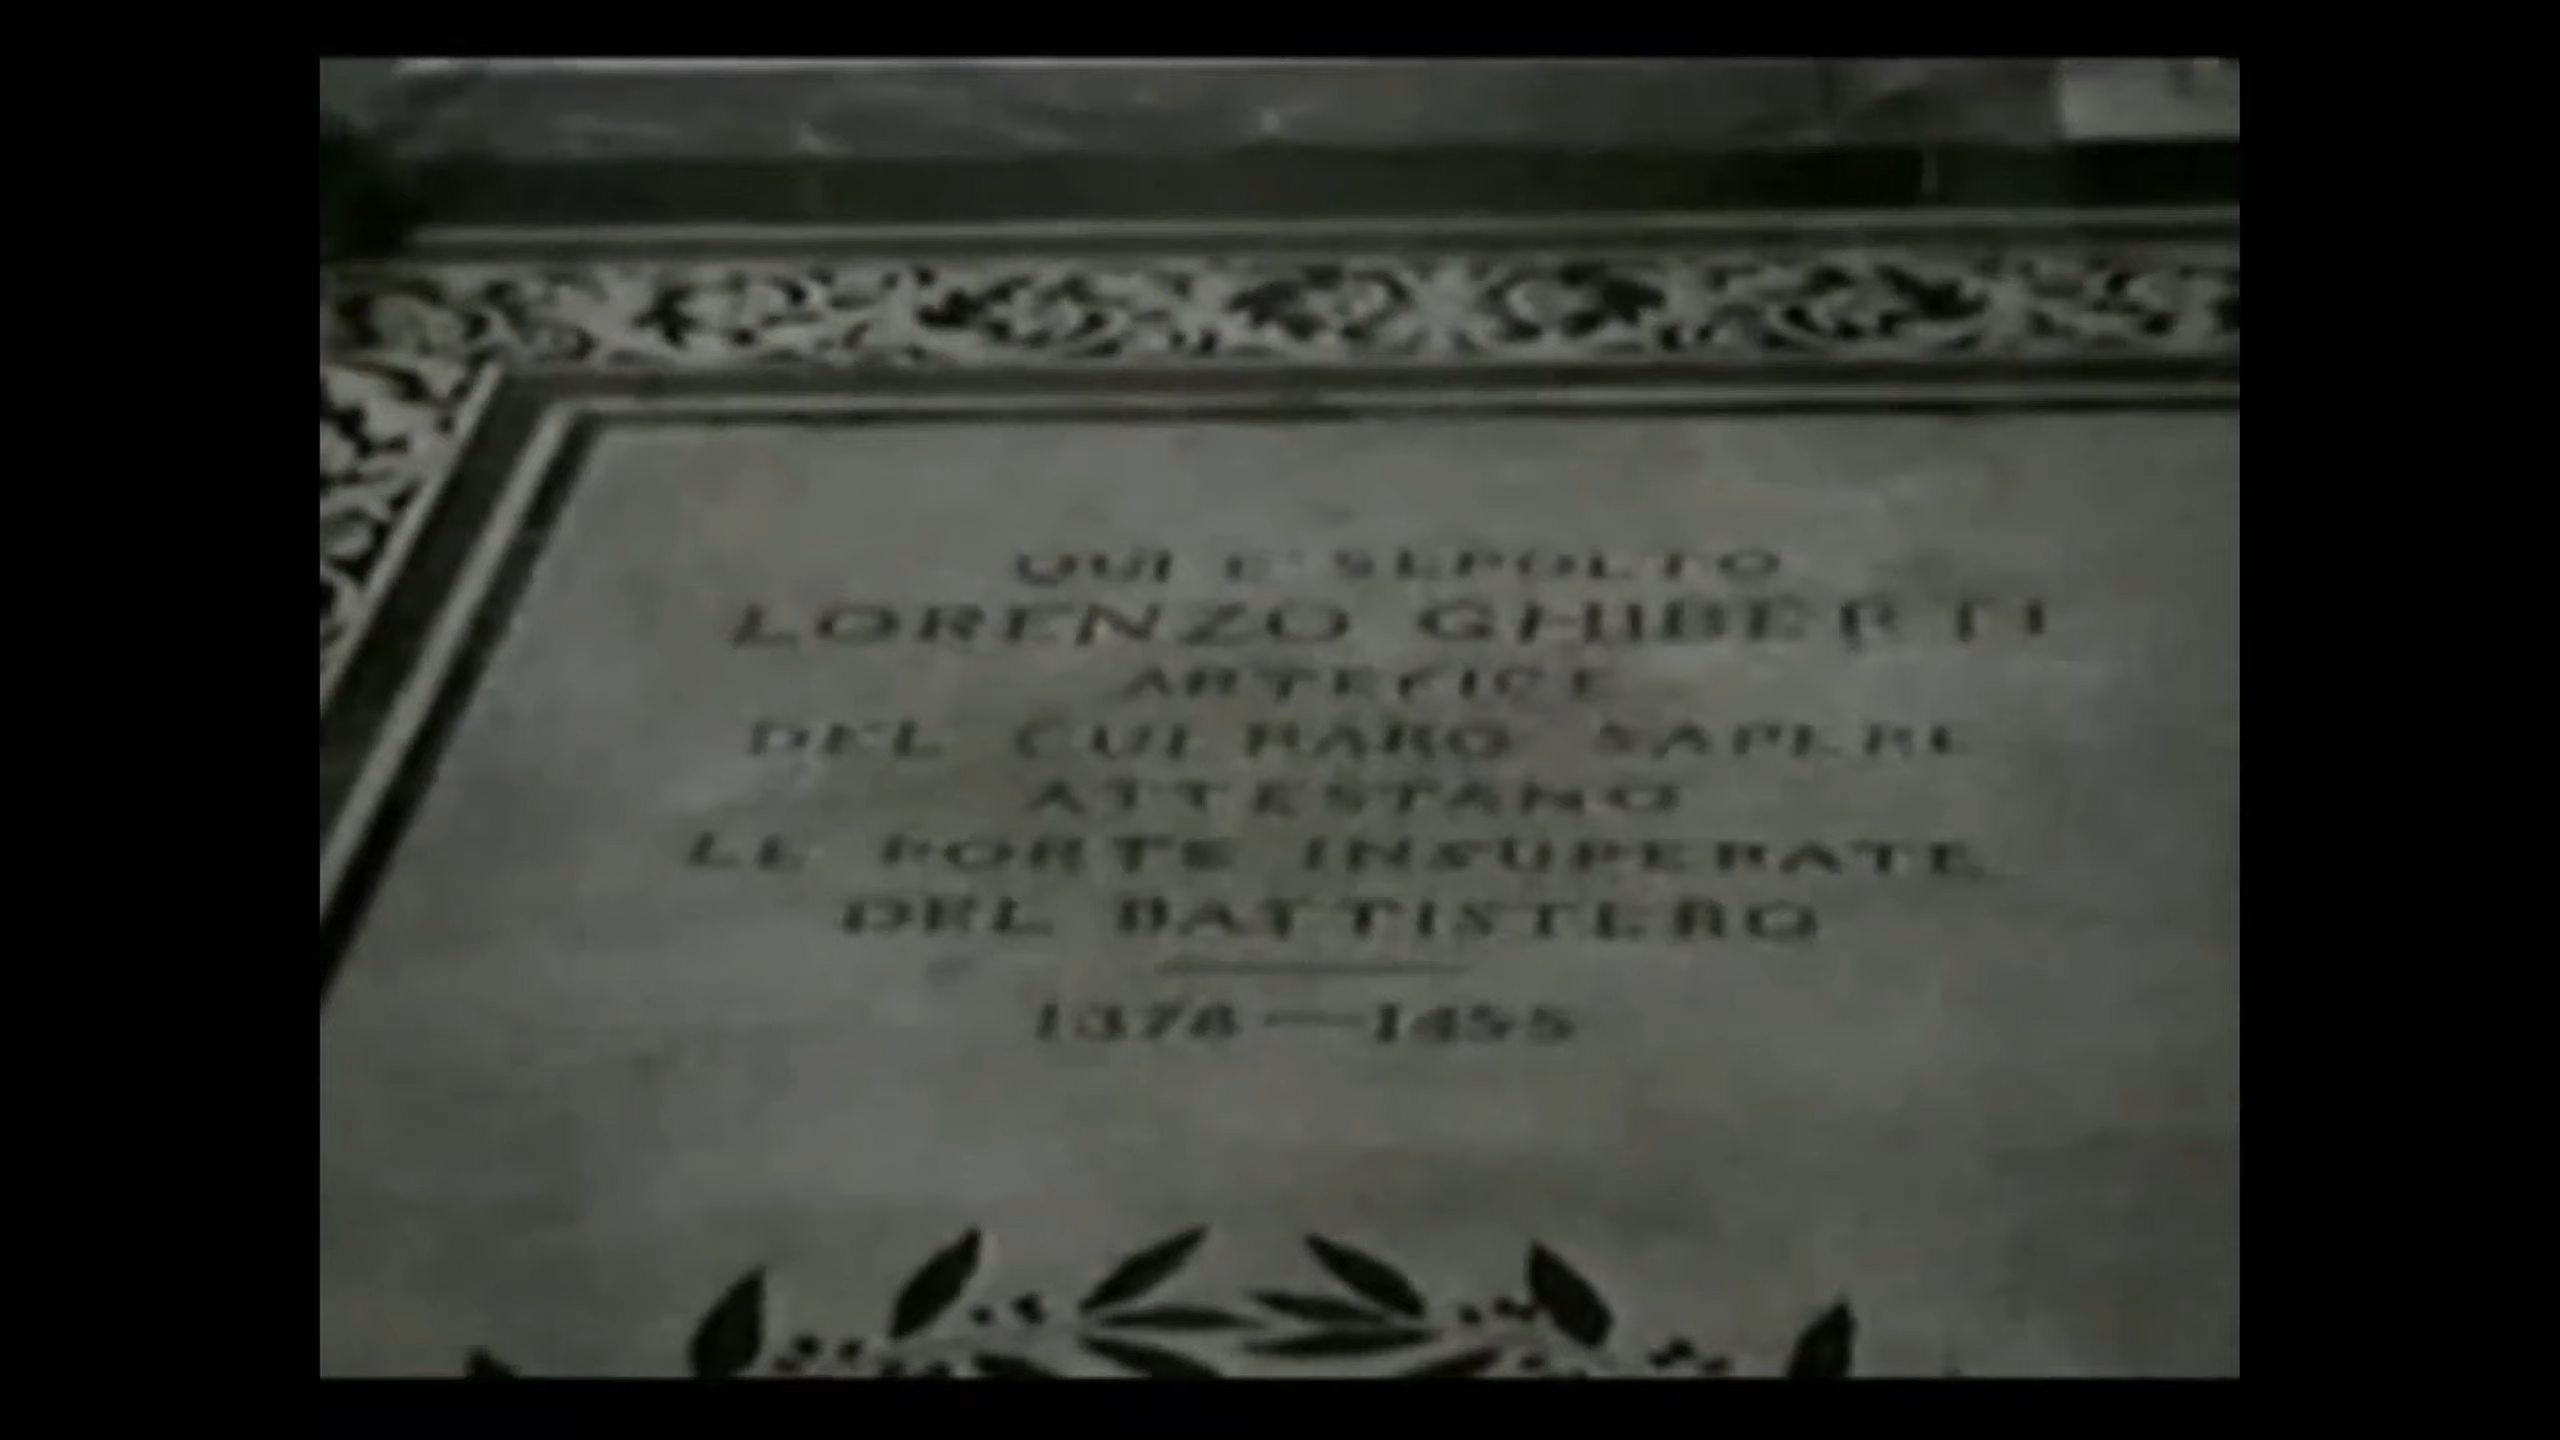 QUI E' SEPOLTO
LORENZO GHIBERTI
ARTEFICE
DEL CUI RARO SAPERE
ATTESTANO
LE PORTE INSUPERATE
DEL BATTISTERO
1378—1455